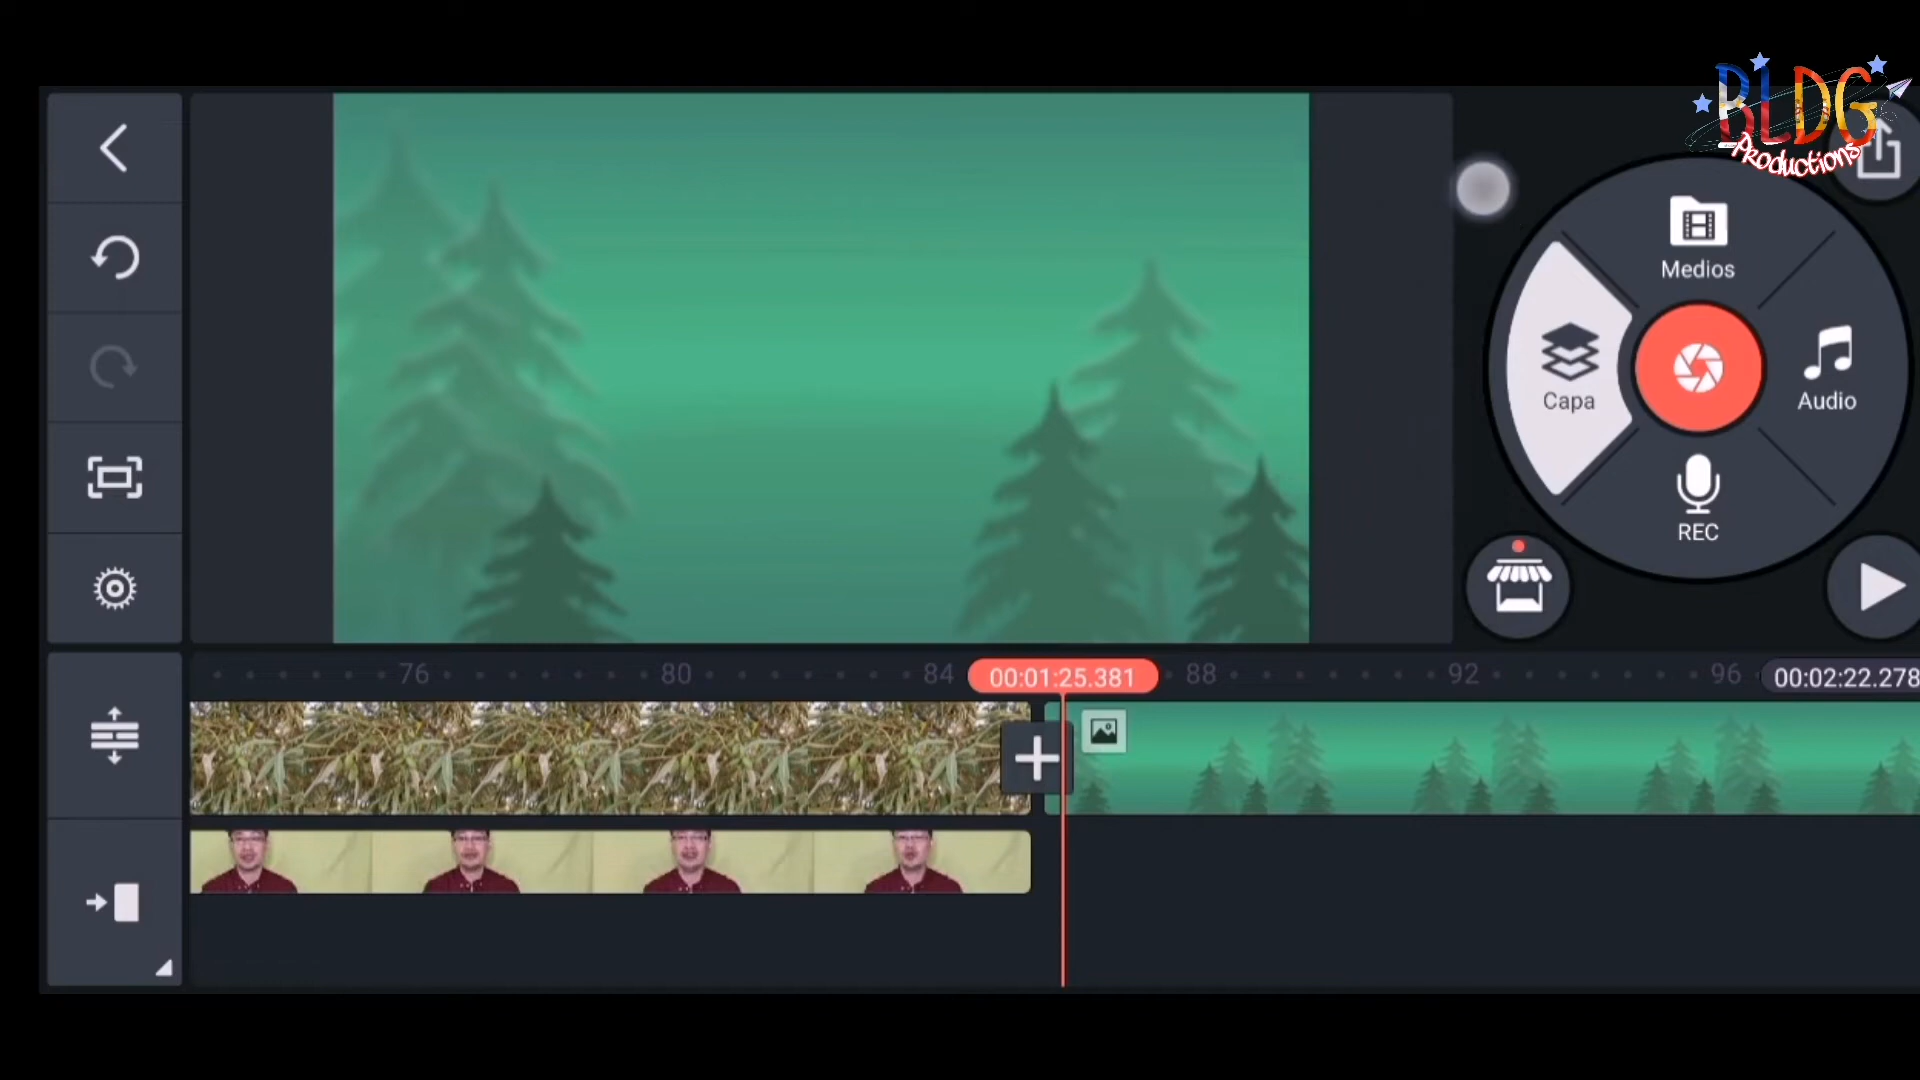 BLDG
Productions
Medios
Capa
Audio
REC
76
80
84
00:01:25.381
88
92
96
00:02:22.278